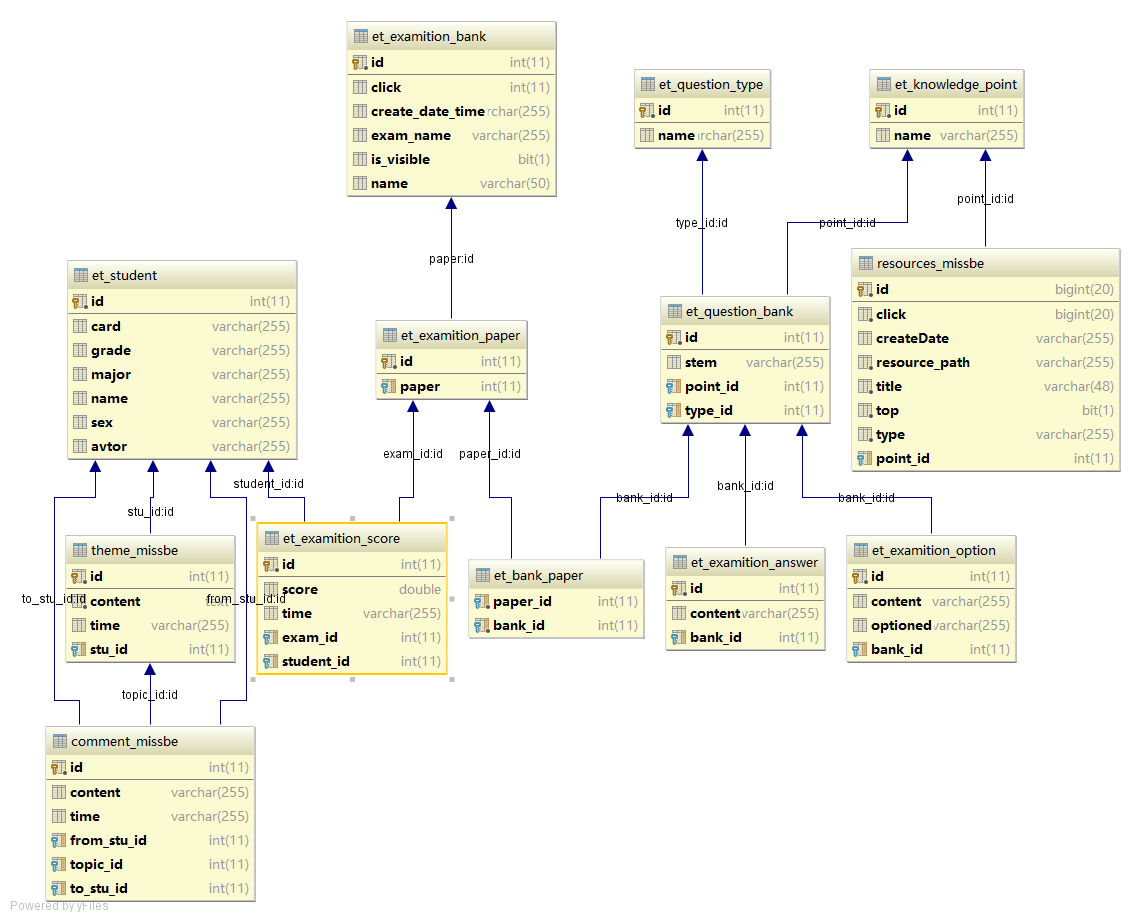 et_examition_bank
id int(11)
click int(11)
create_date_time rchar(255)
exam_name varchar(255)
is_visible bit(1)
name varchar(50)
et_question_type
id int(11)
name rchar(255)
et_knowledge_point
id int(11)
name varchar(255)
paper:id
type_id:id
point_id:id
point_id:id
et_student
id int(11)
card varchar(255)
grade varchar(255)
major varchar(255)
name varchar(255)
sex varchar(255)
avtor varchar(255)
et_examition_paper
id int(11)
paper int(11)
et_question_bank
id int(11)
stem varchar(255)
point_id int(11)
type_id int(11)
resources_missbe
id bigint(20)
click bigint(20)
createDate varchar(255)
resource_path varchar(255)
title varchar(48)
top bit(1)
type varchar(255)
point_id int(11)
exam_id:id
paper_id:id
student_id:id
stu_id:id
bank_id:id
bank_id:id
bank_id:id
theme_missbe
id int(11)
content text
time varchar(255)
stu_id int(11)
to_stu_id:id
from_stu_id:id
et_examition_score
id int(11)
score double
time varchar(255)
exam_id int(11)
student_id int(11)
et_bank_paper
paper_id int(11)
bank_id int(11)
et_examition_answer
id int(11)
content varchar(255)
bank_id int(11)
et_examition_option
id int(11)
content varchar(255)
optioned varchar(255)
bank_id int(11)
topic_id:id
comment_missbe
id int(11)
content varchar(255)
time varchar(255)
from_stu_id int(11)
topic_id int(11)
to_stu_id int(11)
Powered by yFiles